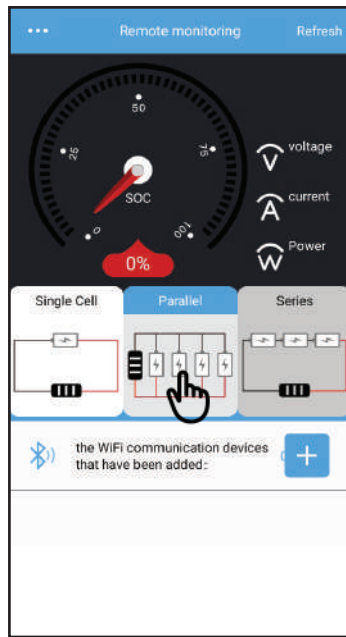 ... Remote monitoring Refresh
0
25
50
75
100
SOC
0%
V voltage
A current
W Power
Single Cell Parallel Series
the WiFi communication devices
that have been added:
+